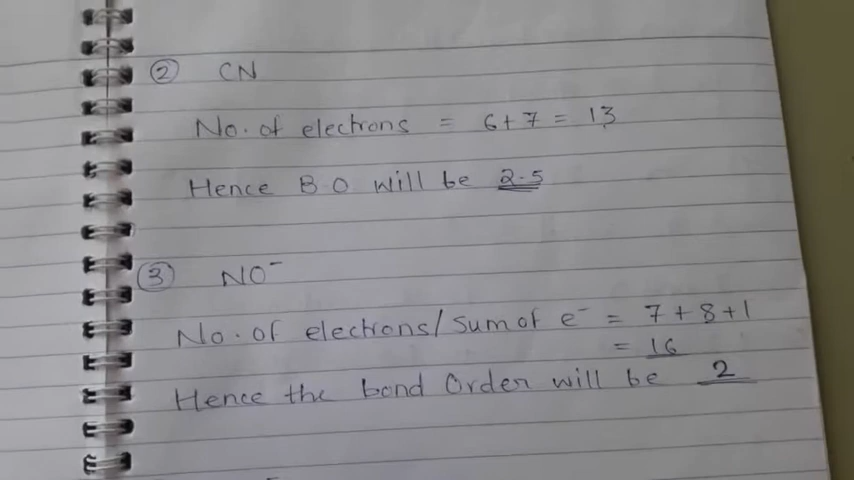 ② CN
No. of electrons = 6+7 = 13
Hence B O will be 2.5
③ NO⁻
No. of electrons/sum of e⁻ = 7+8+1
= 16
Hence the bond Order will be 2